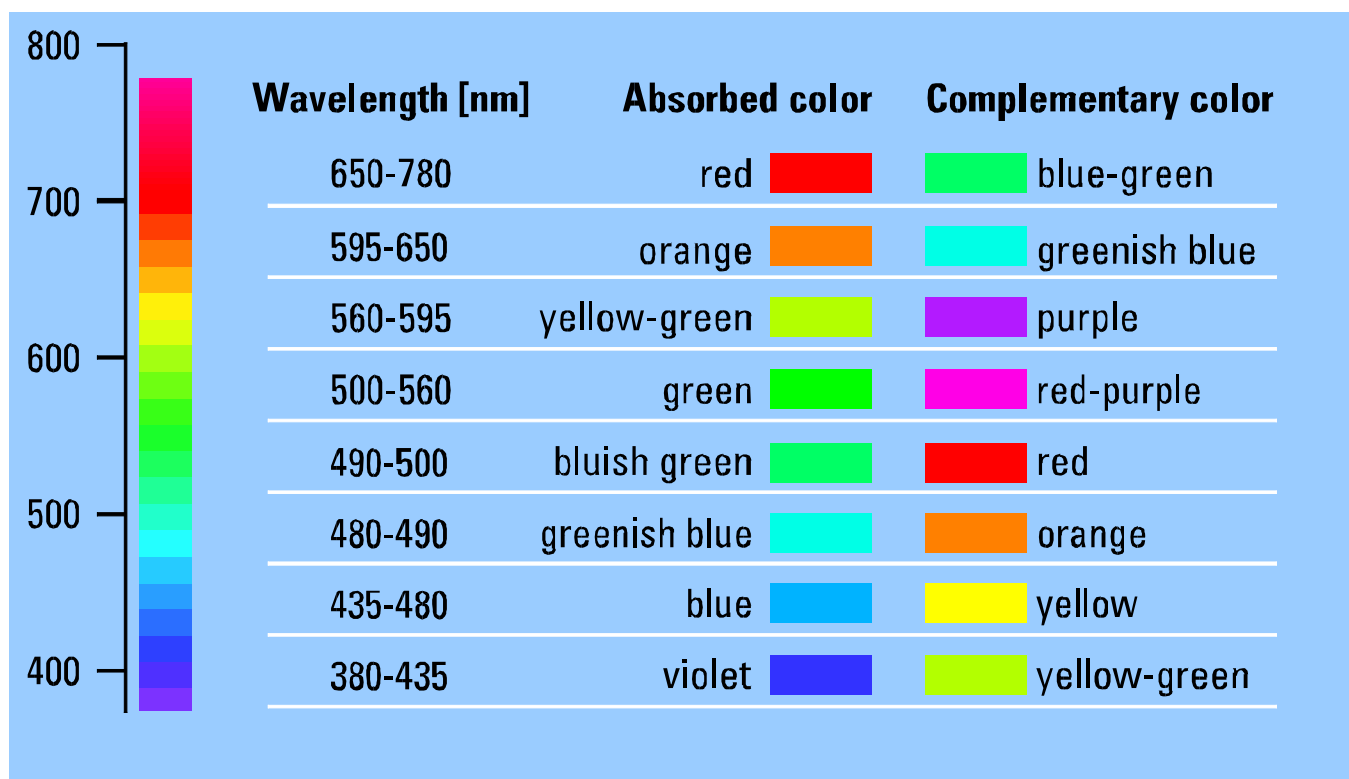 800
700
600
500
400
Wavelength [nm] Absorbed color Complementary color
650-780 red blue-green
595-650 orange greenish blue
560-595 yellow-green purple
500-560 green red-purple
490-500 bluish green red
480-490 greenish blue orange
435-480 blue yellow
380-435 violet yellow-green